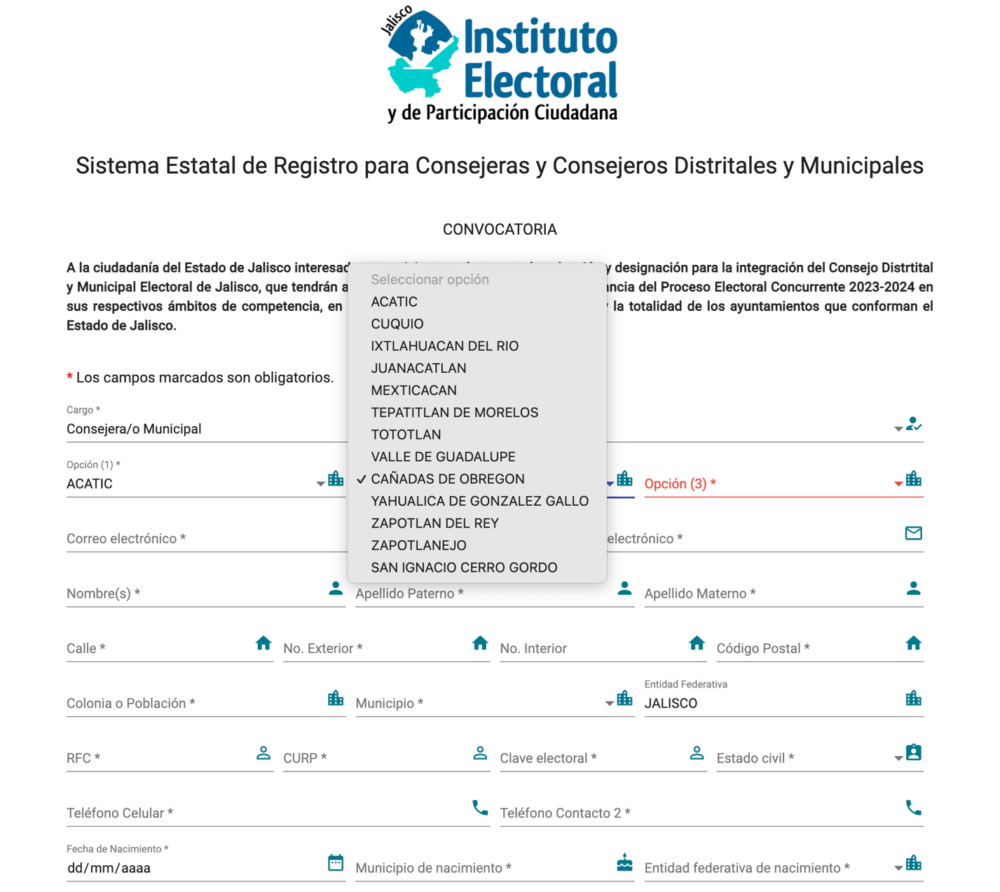 Jalisco
Instituto
Electoral
y de Participación Ciudadana
Sistema Estatal de Registro para Consejeras y Consejeros Distritales y Municipales
CONVOCATORIA
A la ciudadanía del Estado de Jalisco y designación para la integración del Consejo Distrtital
y Municipal Electoral de Jalisco, que tendrán del Proceso Electoral Concurrente 2023-2024 en
sus respectivos ámbitos de competencia, en la totalidad de los ayuntamientos que conforman el
Estado de Jalisco.
* Los campos marcados son obligatorios.
Seleccionar opción
ACATIC
CUQUIO
IXTLAHUACAN DEL RIO
JUANACATLAN
MEXTICACAN
TEPATITLAN DE MORELOS
TOTOTLAN
VALLE DE GUADALUPE
✓ CAÑADAS DE OBREGON
YAHUALICA DE GONZALEZ GALLO
ZAPOTLAN DEL REY
ZAPOTLANEJO
SAN IGNACIO CERRO GORDO
Cargo *
Consejera/o Municipal
Opción (1) *
ACATIC
Opción (3) *
Correo electrónico *
electrónico *
Nombre(s) *
Apellido Paterno *
Apellido Materno *
Calle *
No. Exterior *
No. Interior
Código Postal *
Colonia o Población *
Municipio *
Entidad Federativa
JALISCO
RFC *
CURP *
Clave electoral *
Estado civil *
Teléfono Celular *
Teléfono Contacto 2 *
Fecha de Nacimiento *
dd/mm/aaaa
Municipio de nacimiento *
Entidad federativa de nacimiento *